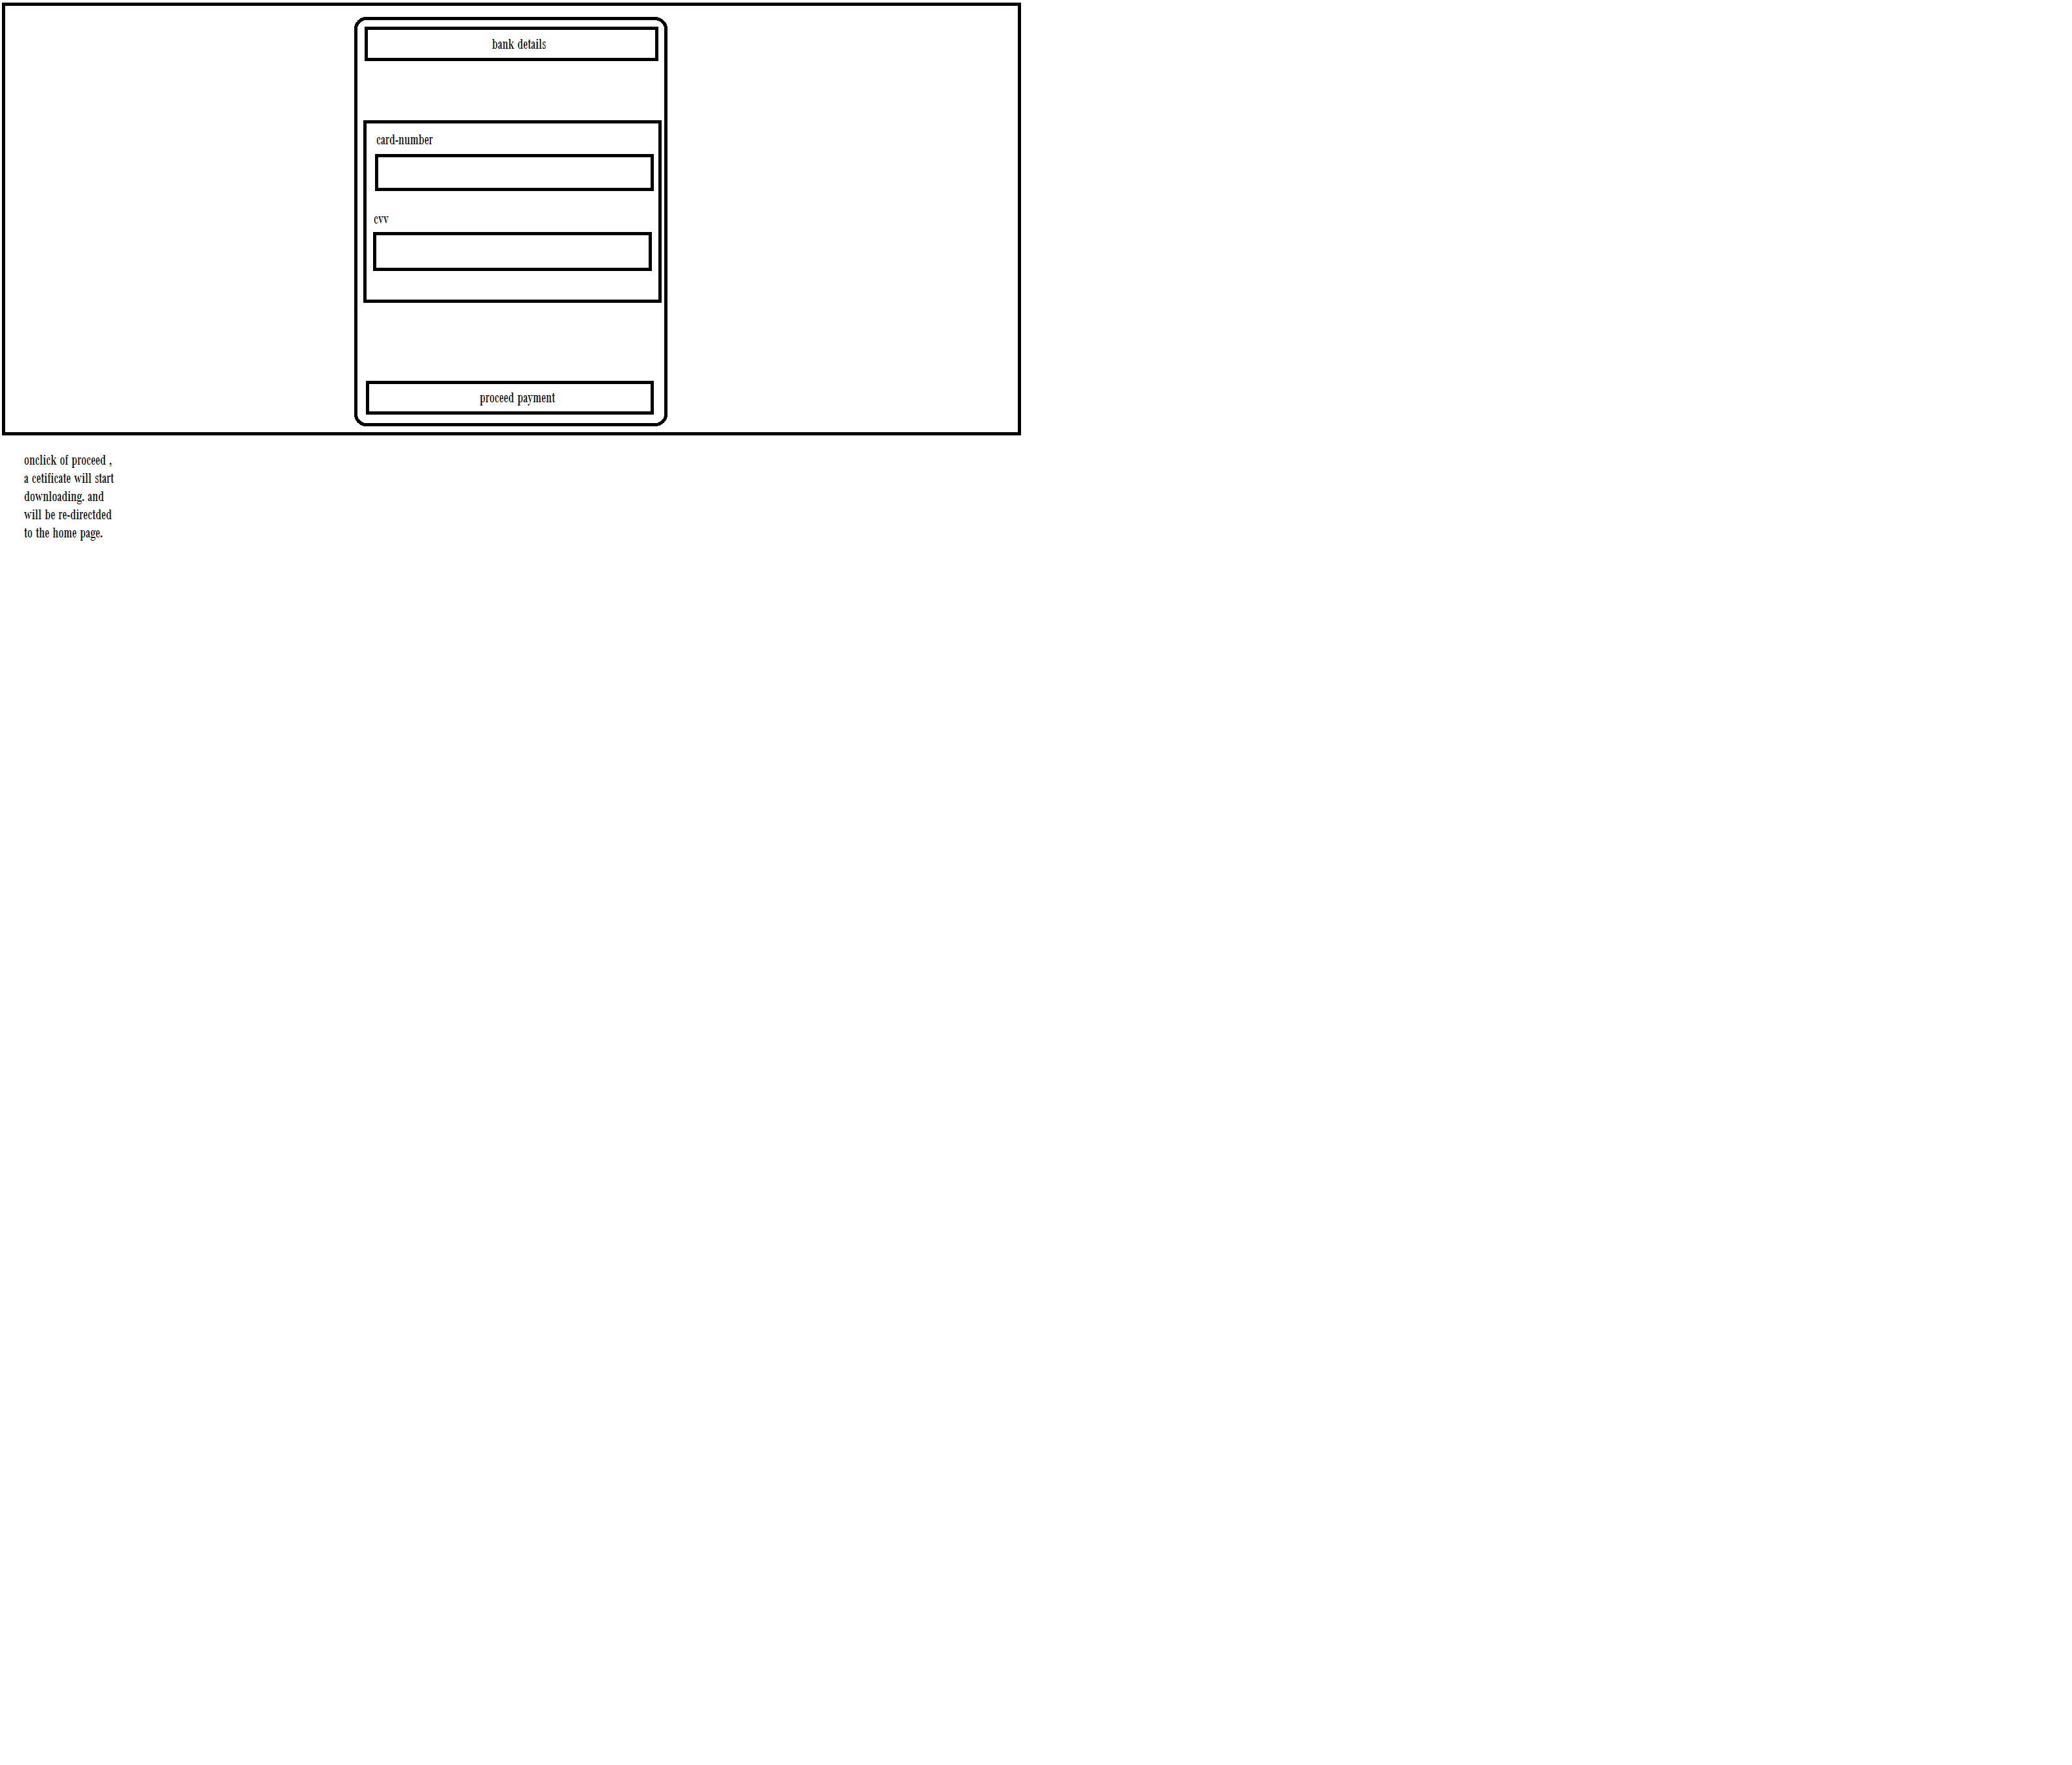 bank details
card-number
cvv
proceed payment
onclick of proceed ,
a cetificate will start
downloading. and
will be re-directded
to the home page.